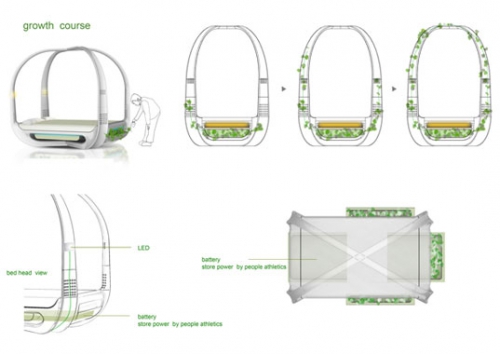 growth course
LED
bed head view
battery
store power by people athletics
battery
store power by people athletics